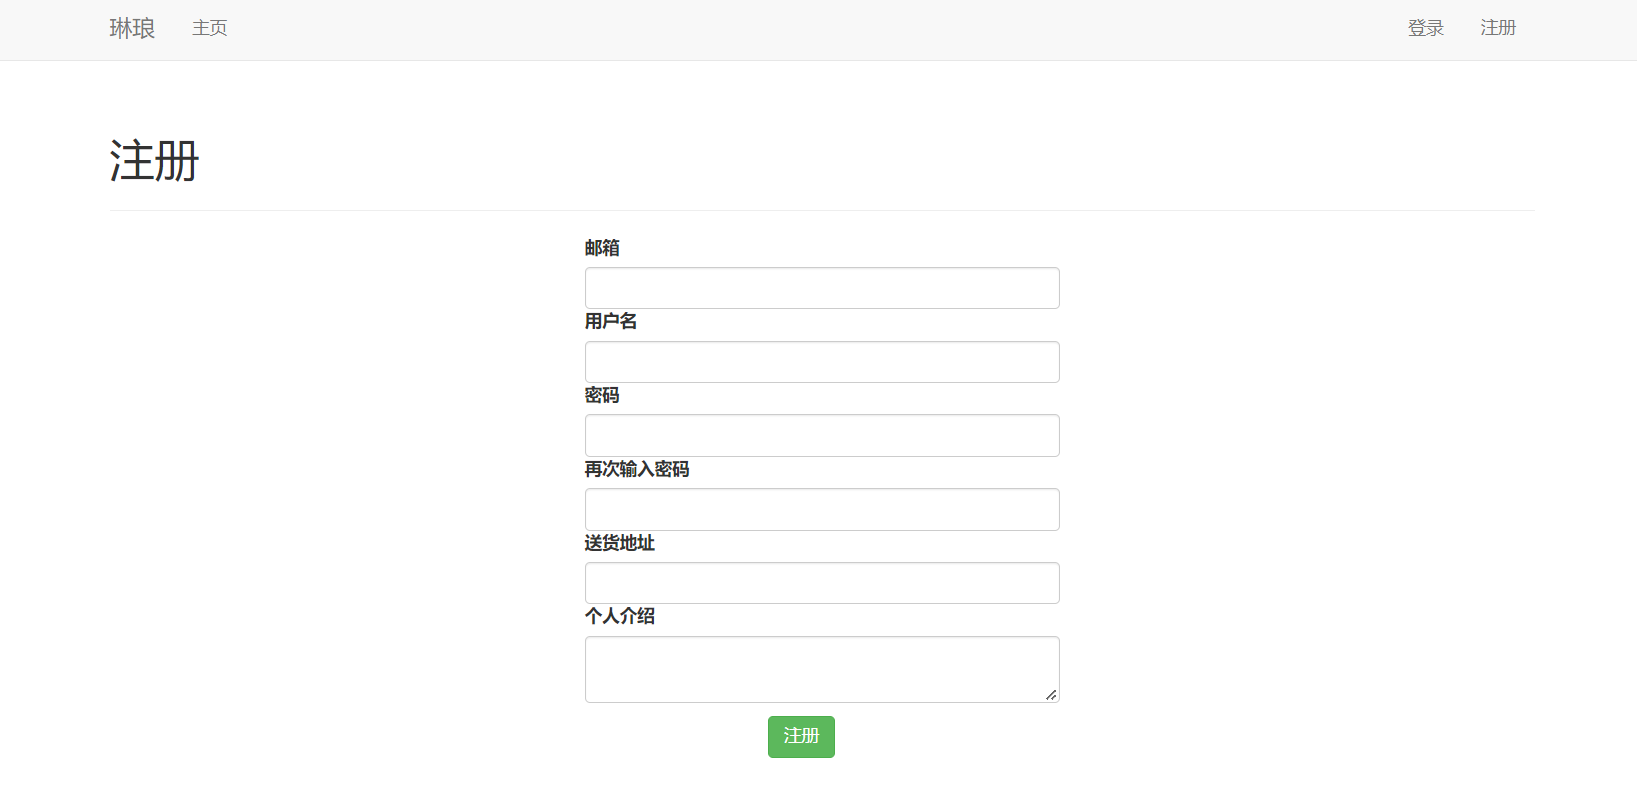 琳琅 主页 登录 注册
注册
邮箱
用户名
密码
再次输入密码
送货地址
个人介绍
注册